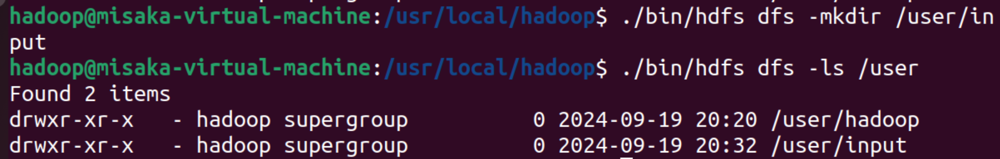 hadoop@misaka-virtual-machine:/usr/local/hadoop$ ./bin/hdfs dfs -mkdir /user/in
put
hadoop@misaka-virtual-machine:/usr/local/hadoop$ ./bin/hdfs dfs -ls /user
Found 2 items
drwxr-xr-x   - hadoop supergroup          0 2024-09-19 20:20 /user/hadoop
drwxr-xr-x   - hadoop supergroup          0 2024-09-19 20:32 /user/input